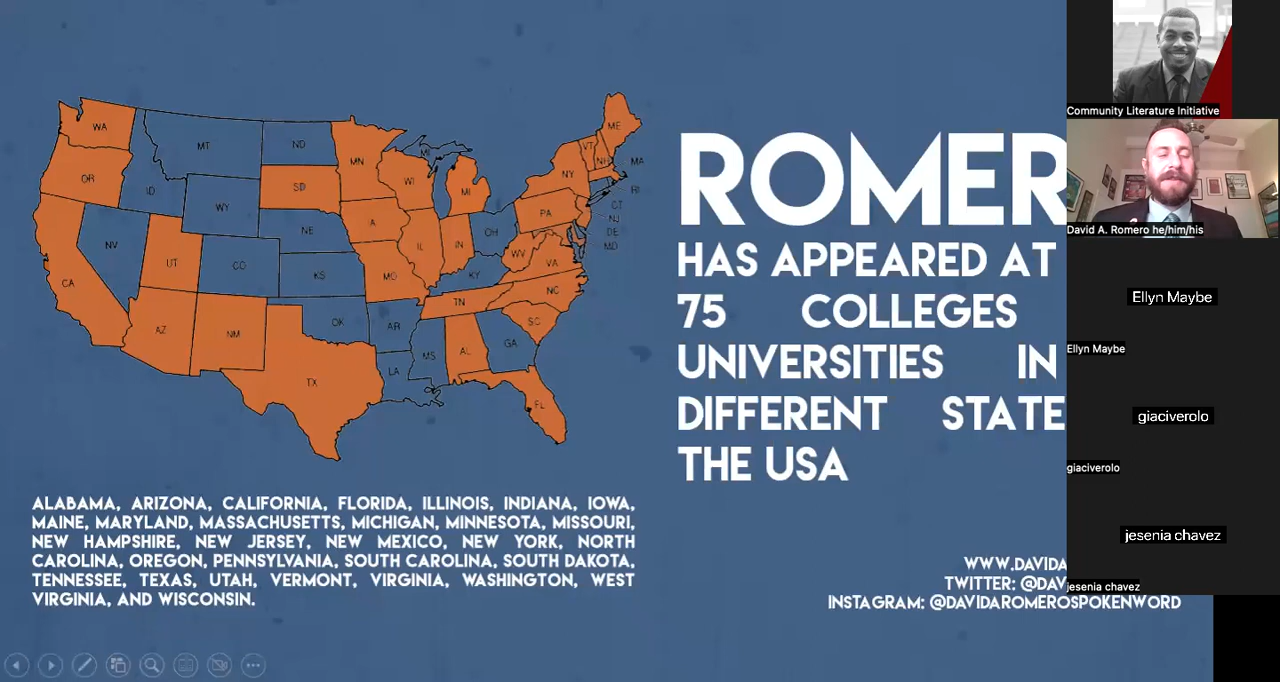 WA
MT
ND
MN
ME
VT
NH
MA
OR
ID
SD
WI
MI
MI
NY
RI
WY
CT
NJ
PA
IA
NE
OH
DE
MD
NV
IL
IN
UT
CO
WV
VA
CA
KS
MO
KY
NC
TN
AZ
NM
OK
AR
SC
MS
AL
GA
TX
LA
FL
ROMER
HAS APPEARED AT
75 COLLEGES
UNIVERSITIES IN
DIFFERENT STATE
THE USA
ALABAMA, ARIZONA, CALIFORNIA, FLORIDA, ILLINOIS, INDIANA, IOWA,
MAINE, MARYLAND, MASSACHUSETTS, MICHIGAN, MINNESOTA, MISSOURI,
NEW HAMPSHIRE, NEW JERSEY, NEW MEXICO, NEW YORK, NORTH
CAROLINA, OREGON, PENNSYLVANIA, SOUTH CAROLINA, SOUTH DAKOTA,
TENNESSEE, TEXAS, UTAH, VERMONT, VIRGINIA, WASHINGTON, WEST
VIRGINIA, AND WISCONSIN.
WWW.DAVIDA
TWITTER: @DAV
INSTAGRAM: @DAVIDAROMEROSPOKENWORD
Community Literature Initiative
David A. Romero he/him/his
Ellyn Maybe
Ellyn Maybe
giaciverolo
giaciverolo
jesenia chavez
jesenia chavez